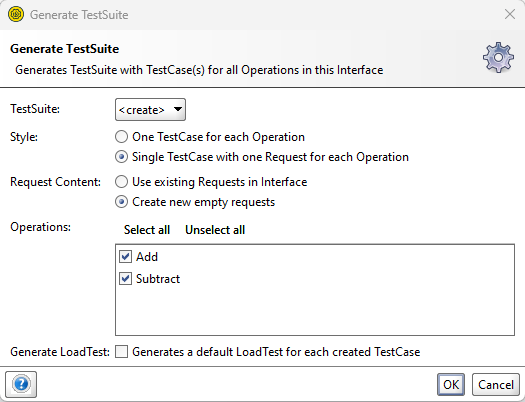 Generate TestSuite
Generate TestSuite
Generates TestSuite with TestCase(s) for all Operations in this Interface
TestSuite: <create>
Style: One TestCase for each Operation
Single TestCase with one Request for each Operation
Request Content: Use existing Requests in Interface
Create new empty requests
Operations: Select all Unselect all
Add
Subtract
Generate LoadTest: Generates a default LoadTest for each created TestCase
? OK Cancel